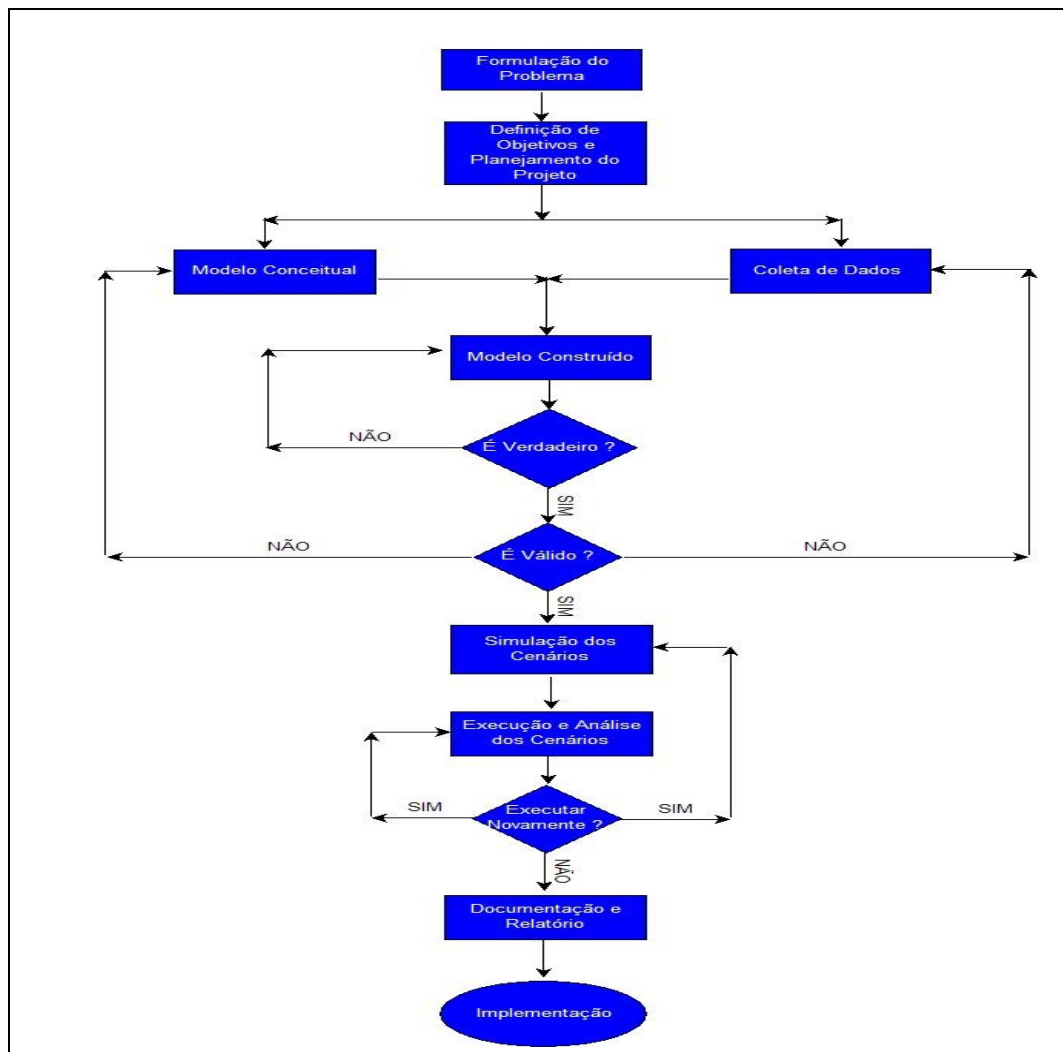 Formulação do
Problema
Definição de
Objetivos e
Planejamento do
Projeto
Modelo Conceitual
Coleta de Dados
Modelo Construído
NÃO
É Verdadeiro ?
SIM
NÃO
É Válido ?
NÃO
SIM
Simulação dos
Cenários
Execução e Análise
dos Cenários
SIM
Executar
Novamente ?
SIM
NÃO
Documentação e
Relatório
Implementação